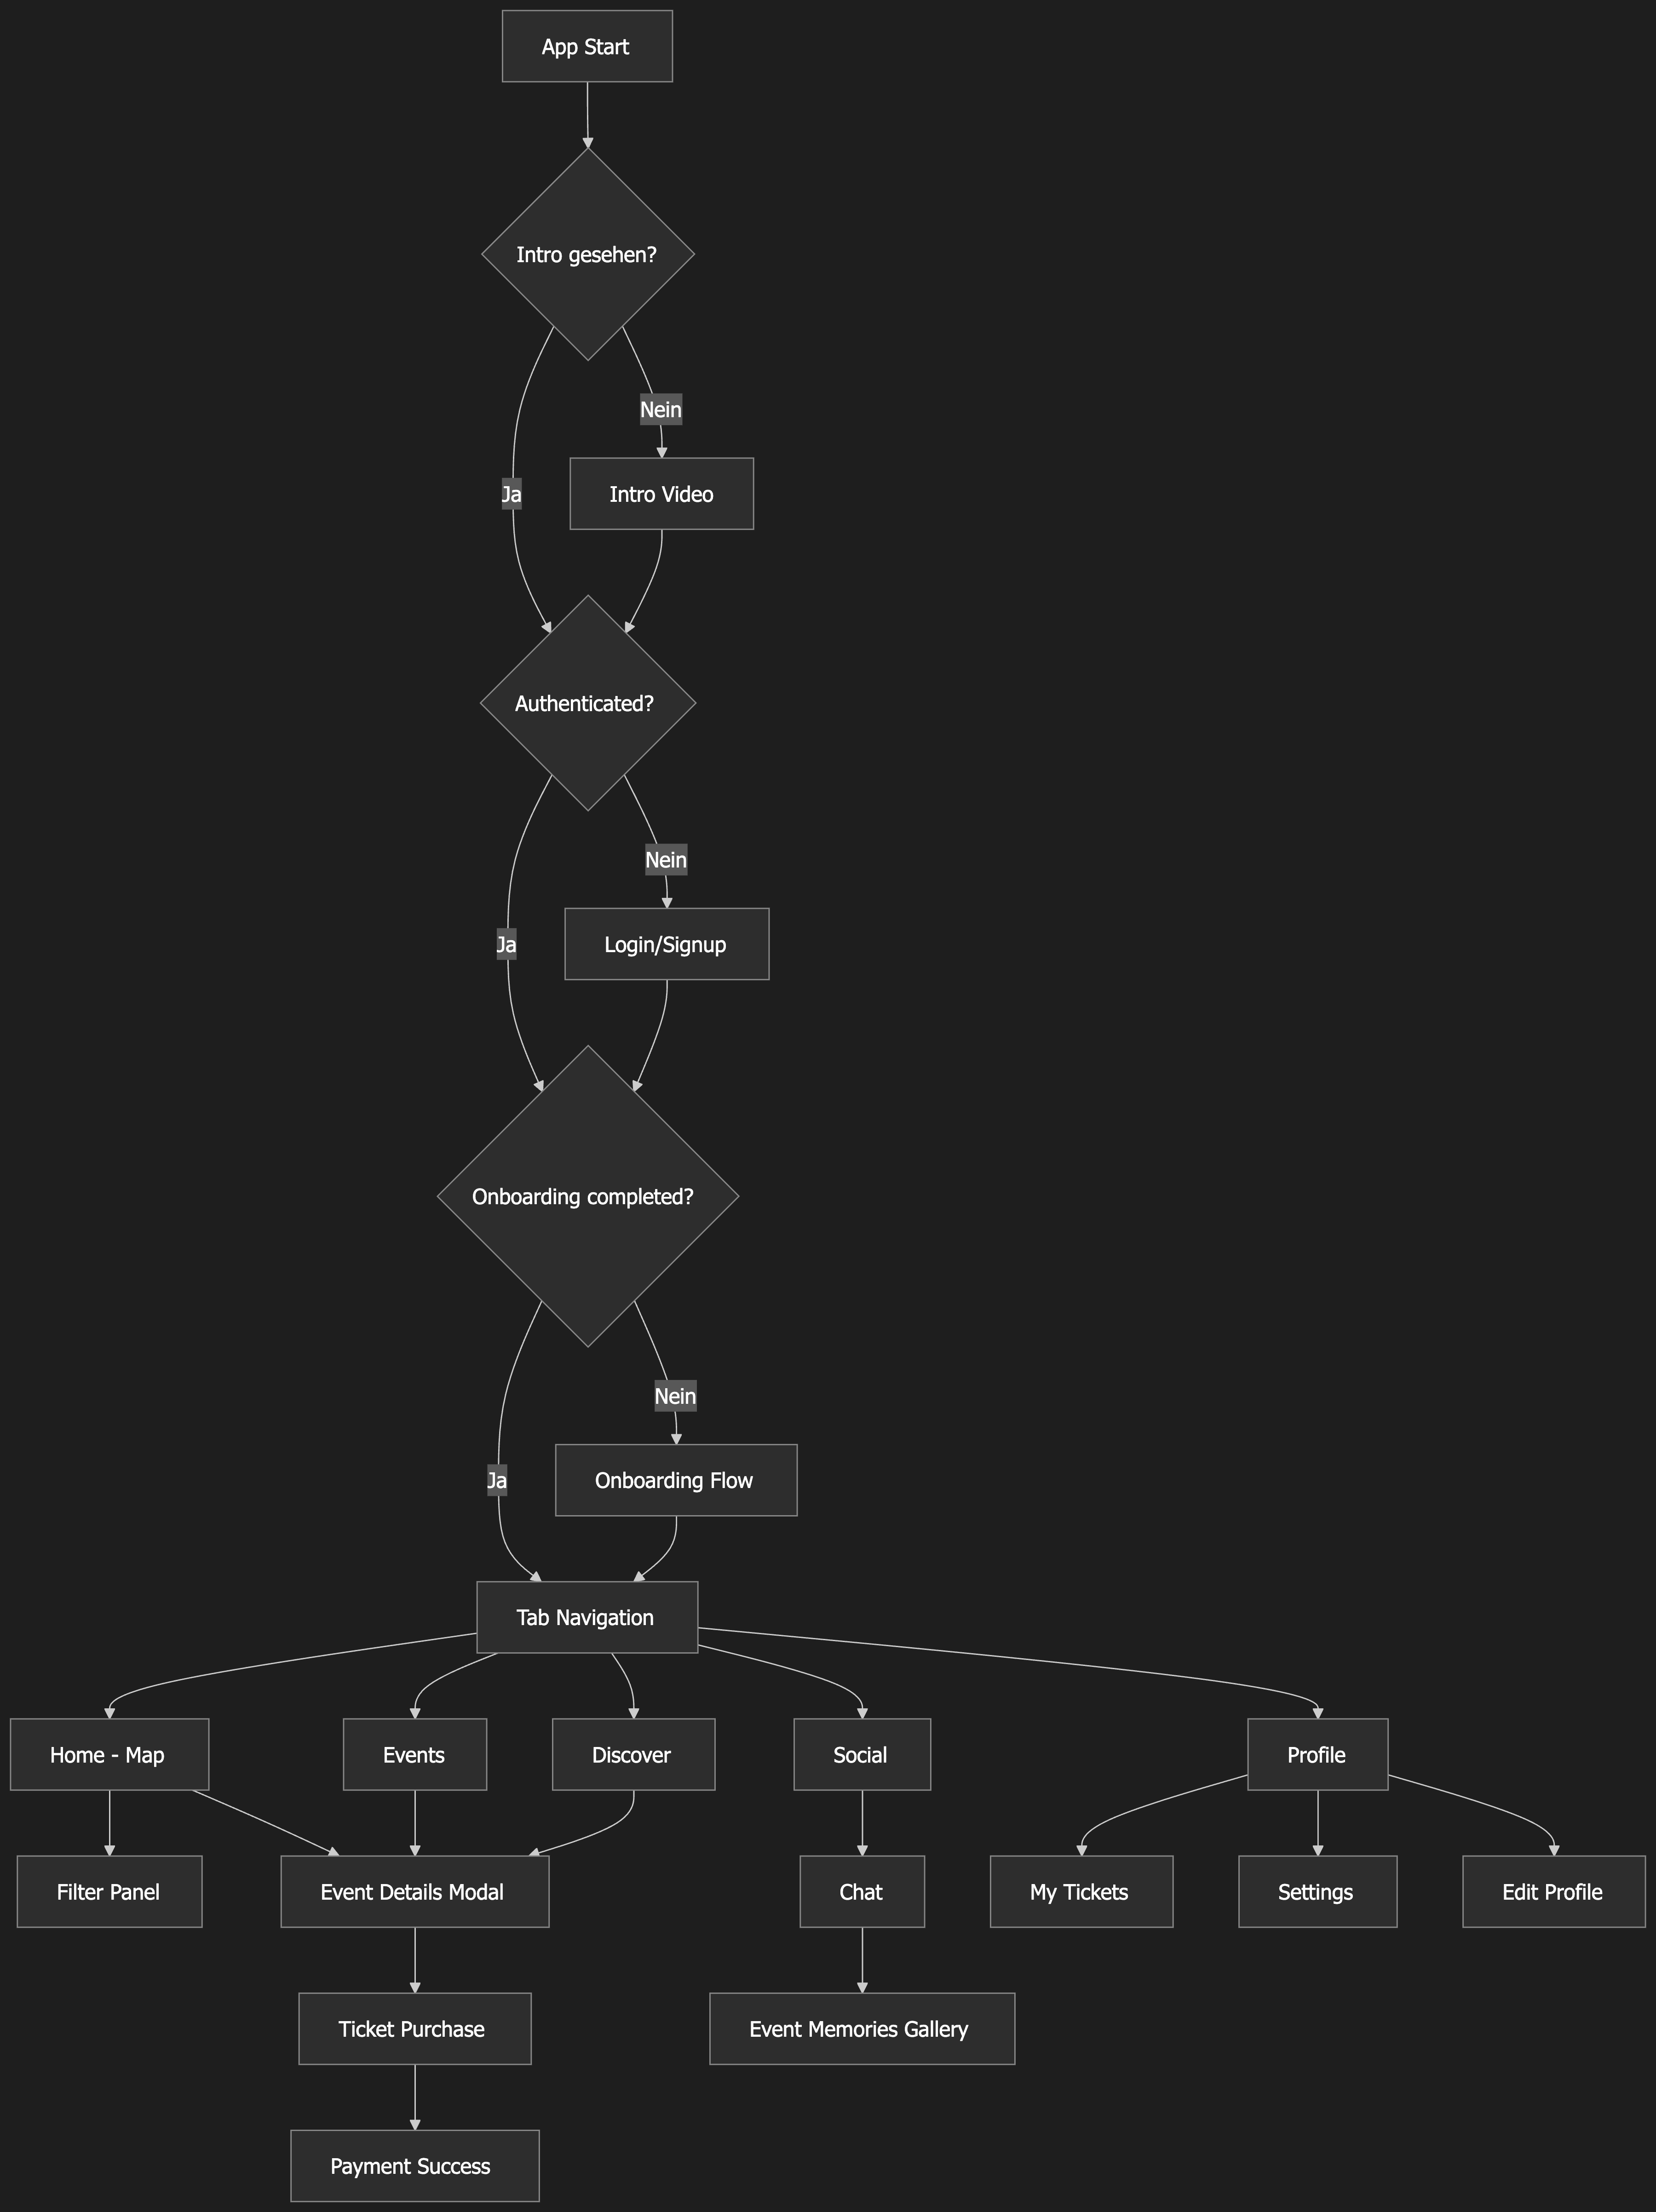 App Start
Intro gesehen?
Nein
Ja
Intro Video
Authenticated?
Nein
Ja
Login/Signup
Onboarding completed?
Nein
Ja
Onboarding Flow
Tab Navigation
Home - Map
Events
Discover
Social
Profile
Filter Panel
Event Details Modal
Chat
My Tickets
Settings
Edit Profile
Ticket Purchase
Event Memories Gallery
Payment Success